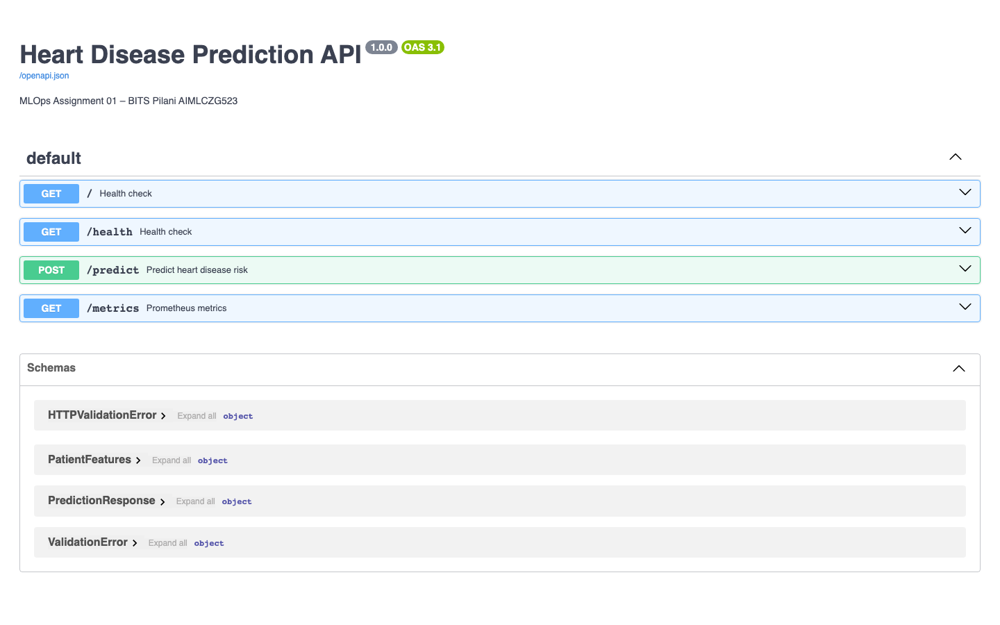 Heart Disease Prediction API 1.0.0 OAS 3.1
/openapi.json
MLOps Assignment 01 – BITS Pilani AIMLCZG523
default
GET / Health check
GET /health Health check
POST /predict Predict heart disease risk
GET /metrics Prometheus metrics
Schemas
HTTPValidationError Expand all object
PatientFeatures Expand all object
PredictionResponse Expand all object
ValidationError Expand all object